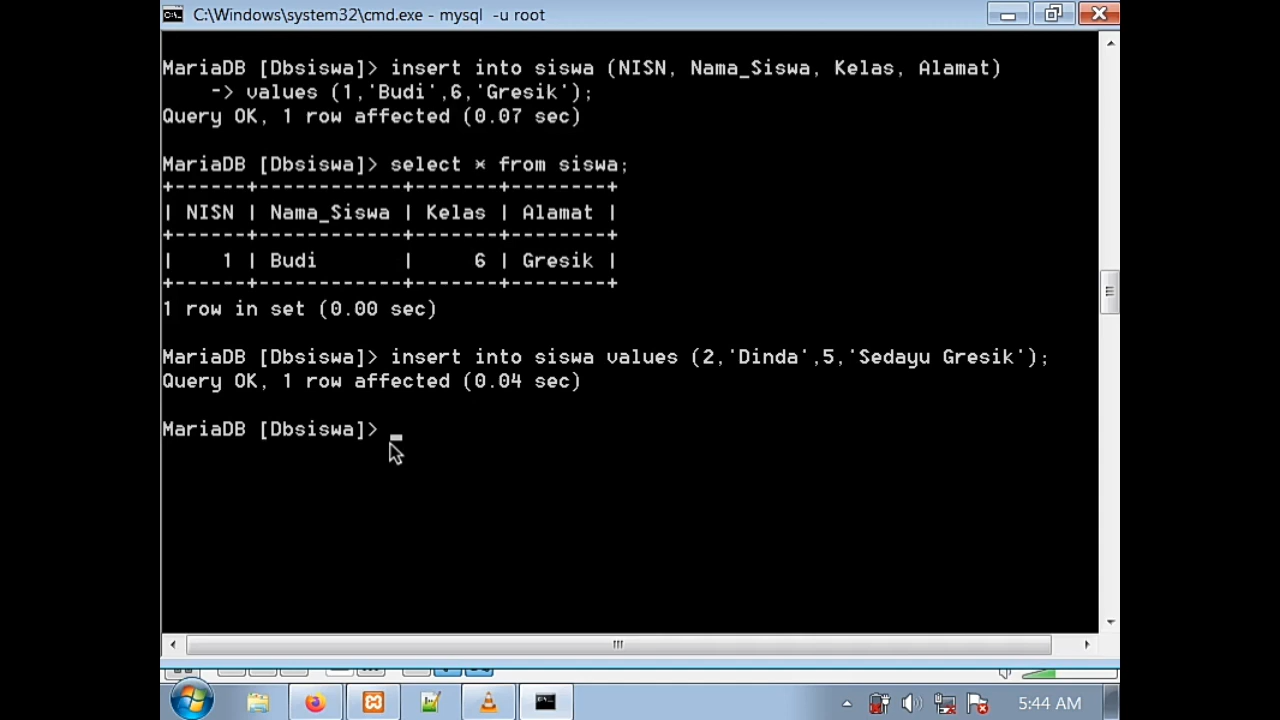 C:\Windows\system32\cmd.exe - mysql  -u root
MariaDB [Dbsiswa]> insert into siswa (NISN, Nama_Siswa, Kelas, Alamat)
    -> values (1,'Budi',6,'Gresik');
Query OK, 1 row affected (0.07 sec)
MariaDB [Dbsiswa]> select * from siswa;
+------+------------+-------+--------+
| NISN | Nama_Siswa | Kelas | Alamat |
+------+------------+-------+--------+
|    1 | Budi       |     6 | Gresik |
+------+------------+-------+--------+
1 row in set (0.00 sec)
MariaDB [Dbsiswa]> insert into siswa values (2,'Dinda',5,'Sedayu Gresik');
Query OK, 1 row affected (0.04 sec)
MariaDB [Dbsiswa]>
5:44 AM